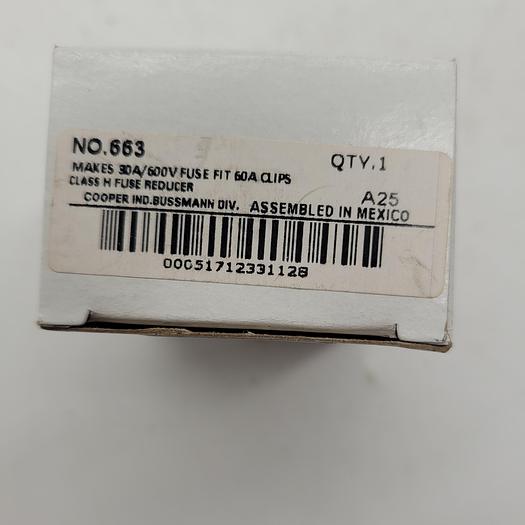 NO.663 QTY.1
MAKES 30A/600V FUSE FIT 60A CLIPS
CLASS H FUSE REDUCER A25
COOPER IND.BUSSMANN DIV. ASSEMBLED IN MEXICO
00051712331128